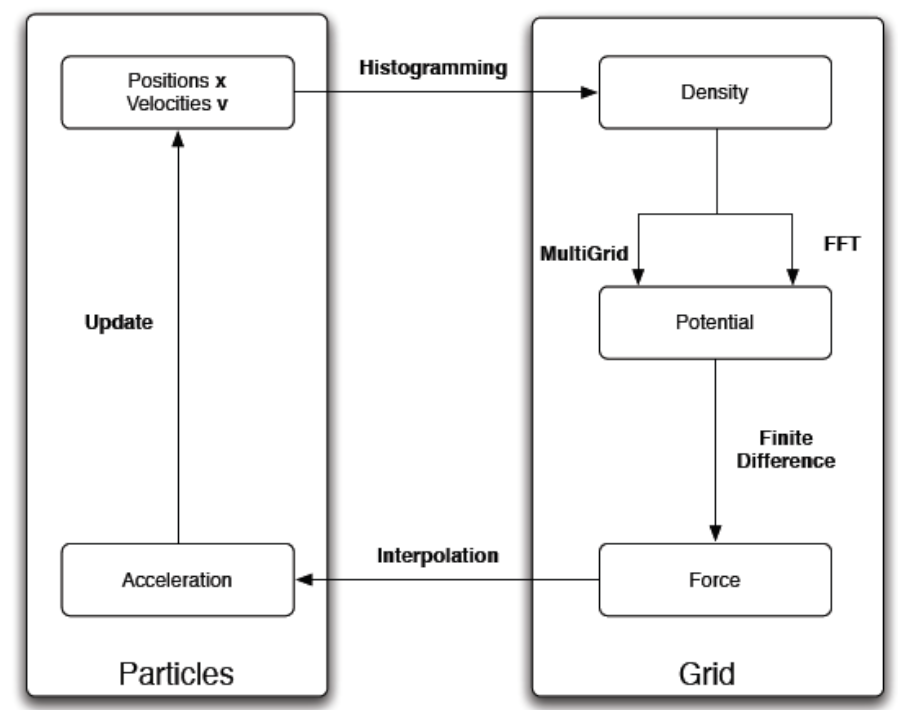 Positions x
Velocities v
Histogramming
Density
MultiGrid
FFT
Potential
Update
Finite
Difference
Interpolation
Acceleration
Force
Particles
Grid